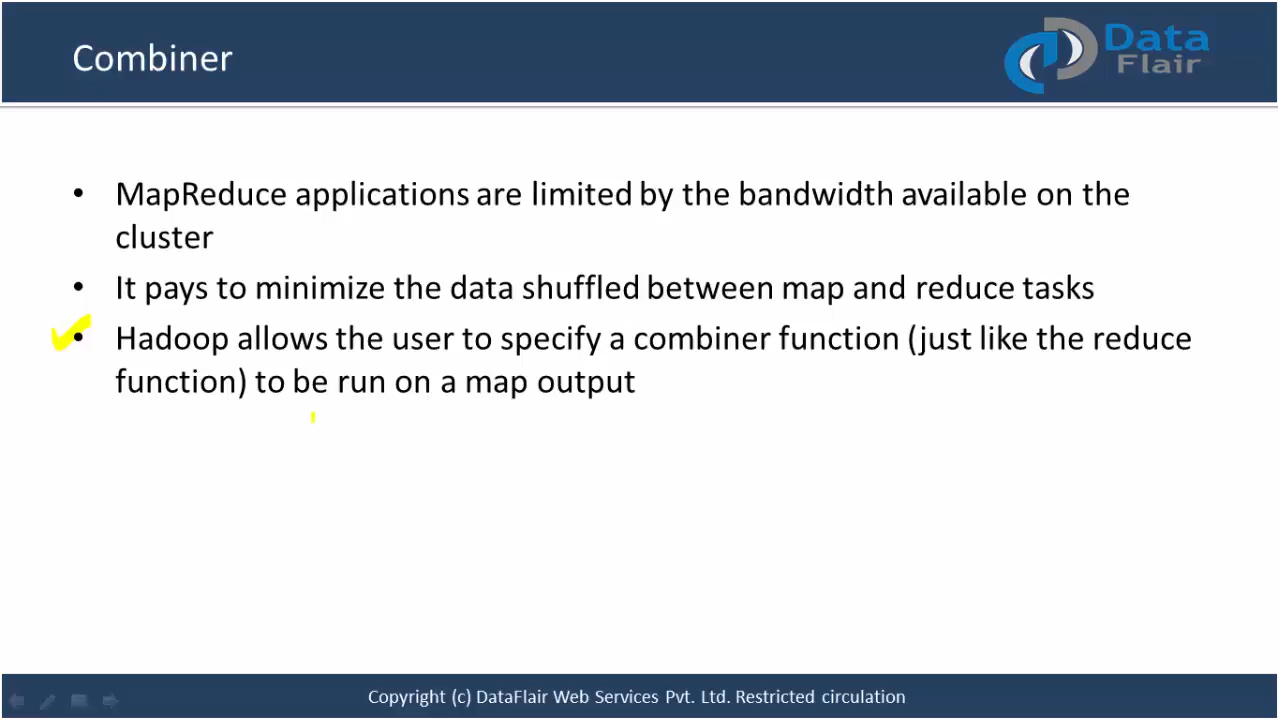 Combiner
Data
Flair
• MapReduce applications are limited by the bandwidth available on the
cluster
• It pays to minimize the data shuffled between map and reduce tasks
• Hadoop allows the user to specify a combiner function (just like the reduce
function) to be run on a map output
Copyright (c) DataFlair Web Services Pvt. Ltd. Restricted circulation